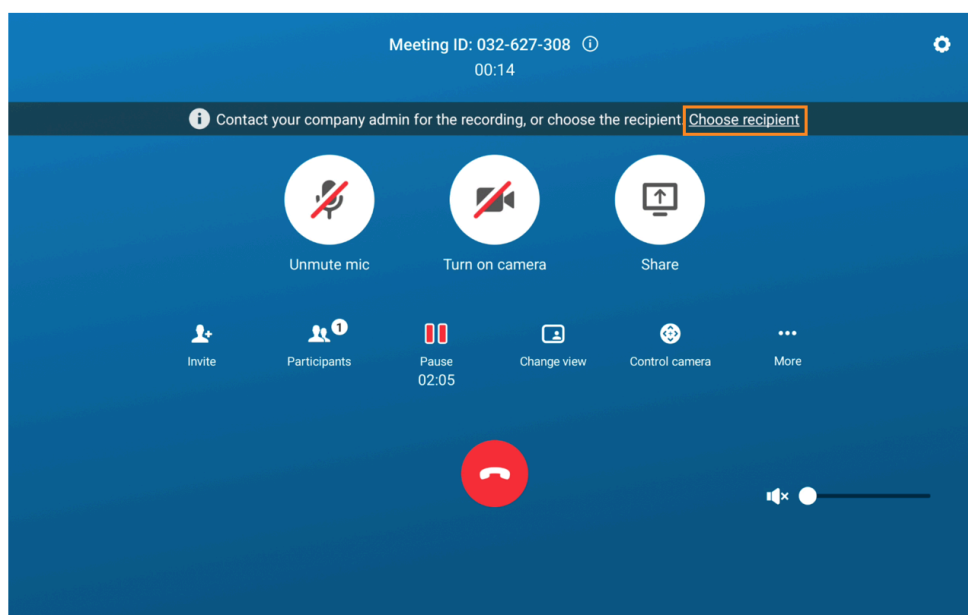 Meeting ID: 032-627-308
00:14
Contact your company admin for the recording, or choose the recipient. Choose recipient
Unmute mic
Turn on camera
Share
Invite
Participants
1
Pause
02:05
Change view
Control camera
More